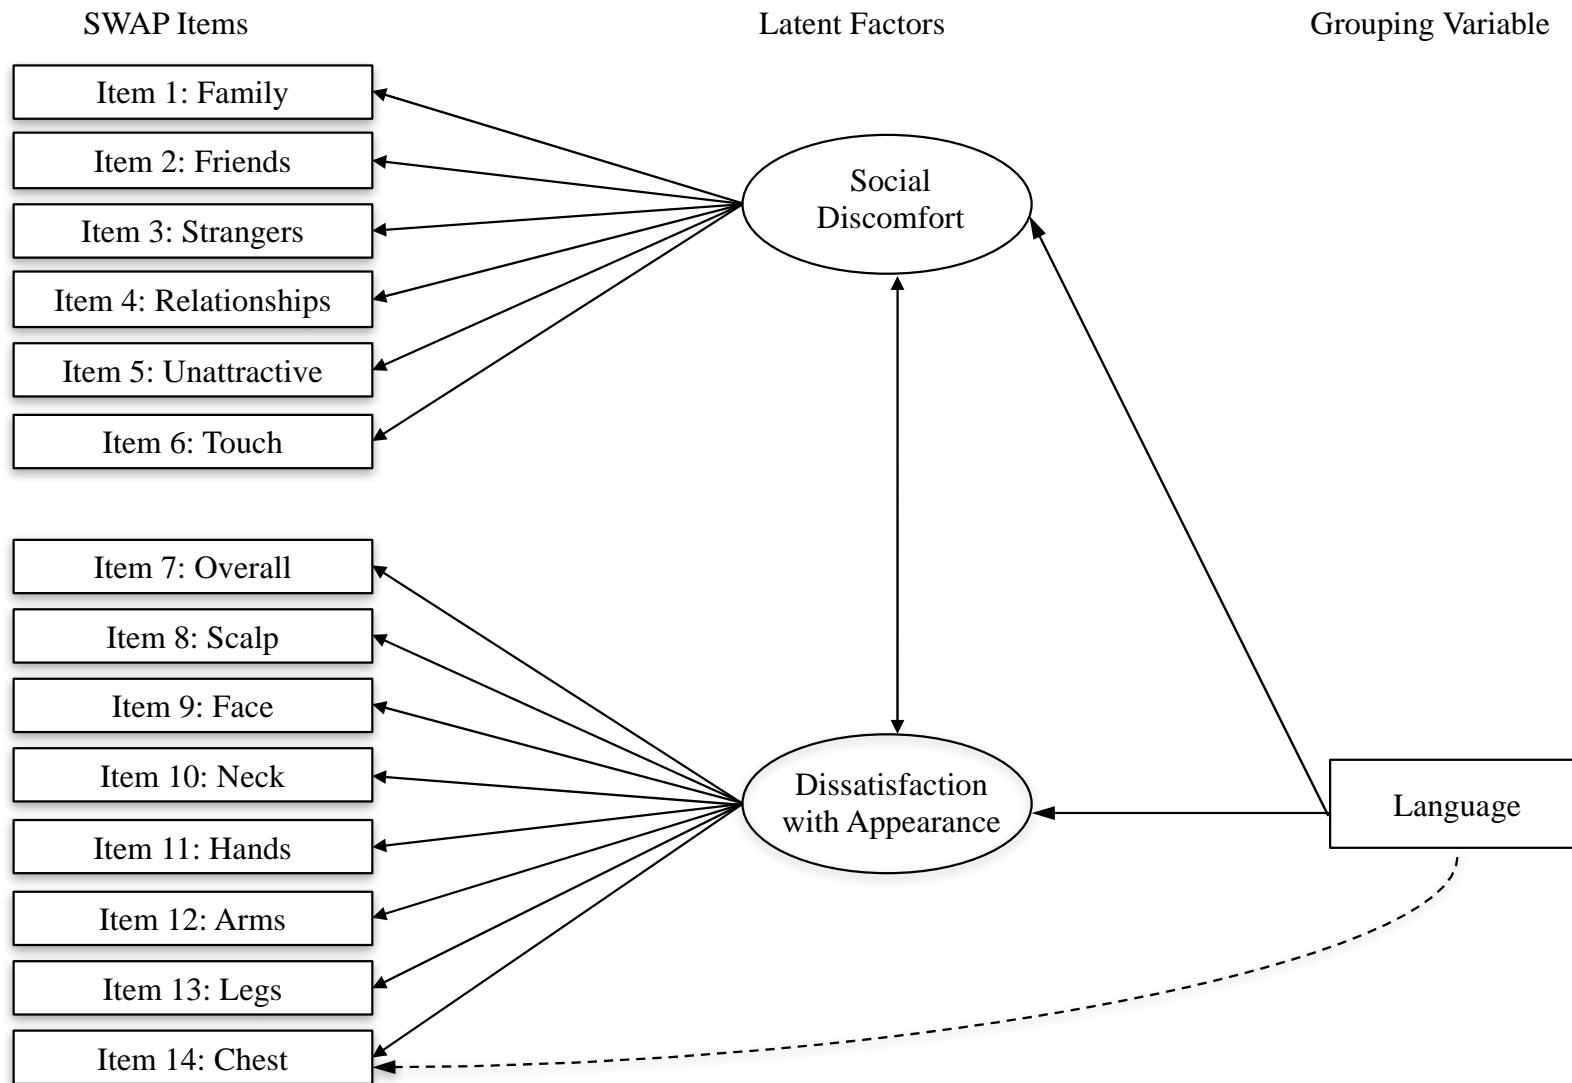 SWAP Items
Latent Factors
Grouping Variable
Item 1: Family
Item 2: Friends
Item 3: Strangers
Item 4: Relationships
Item 5: Unattractive
Item 6: Touch
Social
Discomfort
Item 7: Overall
Item 8: Scalp
Item 9: Face
Item 10: Neck
Item 11: Hands
Item 12: Arms
Item 13: Legs
Item 14: Chest
Dissatisfaction
with Appearance
Language